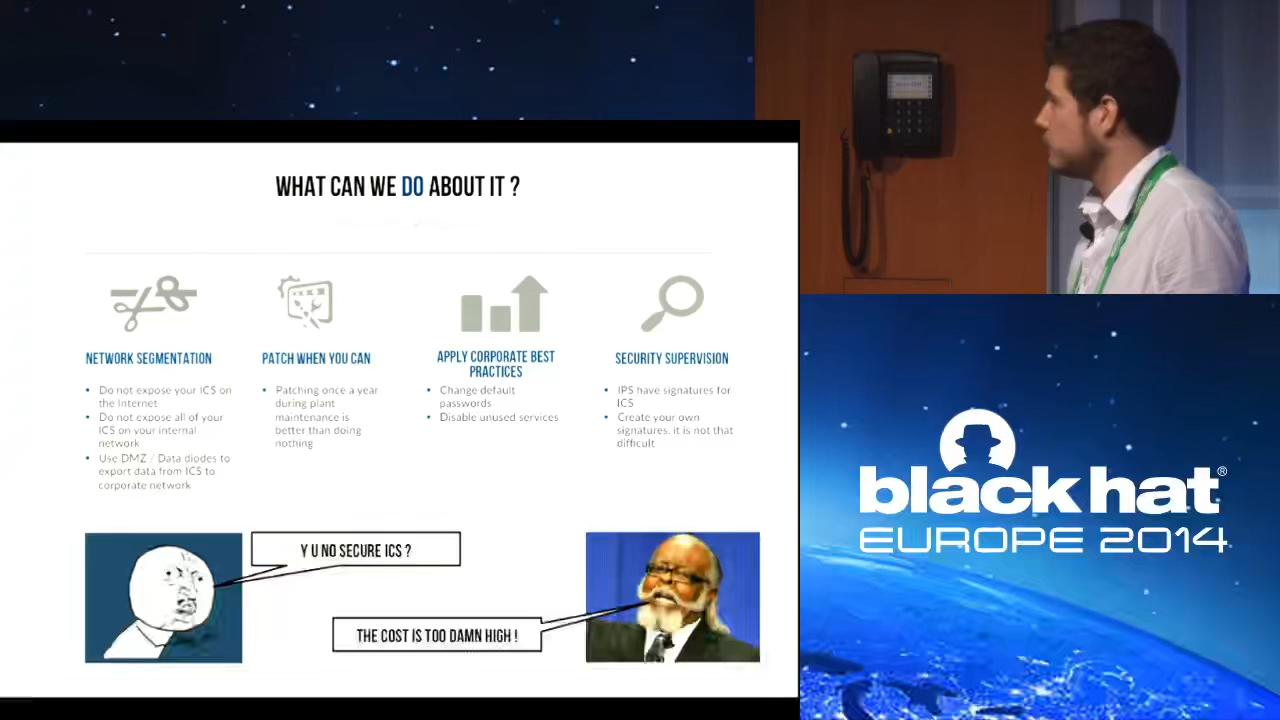 WHAT CAN WE DO ABOUT IT ?
NETWORK SEGMENTATION
• Do not expose your ICS on
the Internet
• Do not expose all of your
ICS on your internal
network
• Use DMZ / Data diodes to
export data from ICS to
corporate network
PATCH WHEN YOU CAN
• Patching once a year
during plant
maintenance is
better than doing
nothing
APPLY CORPORATE BEST
PRACTICES
• Change default
passwords
• Disable unused services
SECURITY SUPERVISION
• IPS have signatures for
ICS
• Create your own
signatures, it is not that
difficult
Y U NO SECURE ICS ?
THE COST IS TOO DAMN HIGH !
black hat®
EUROPE 2014